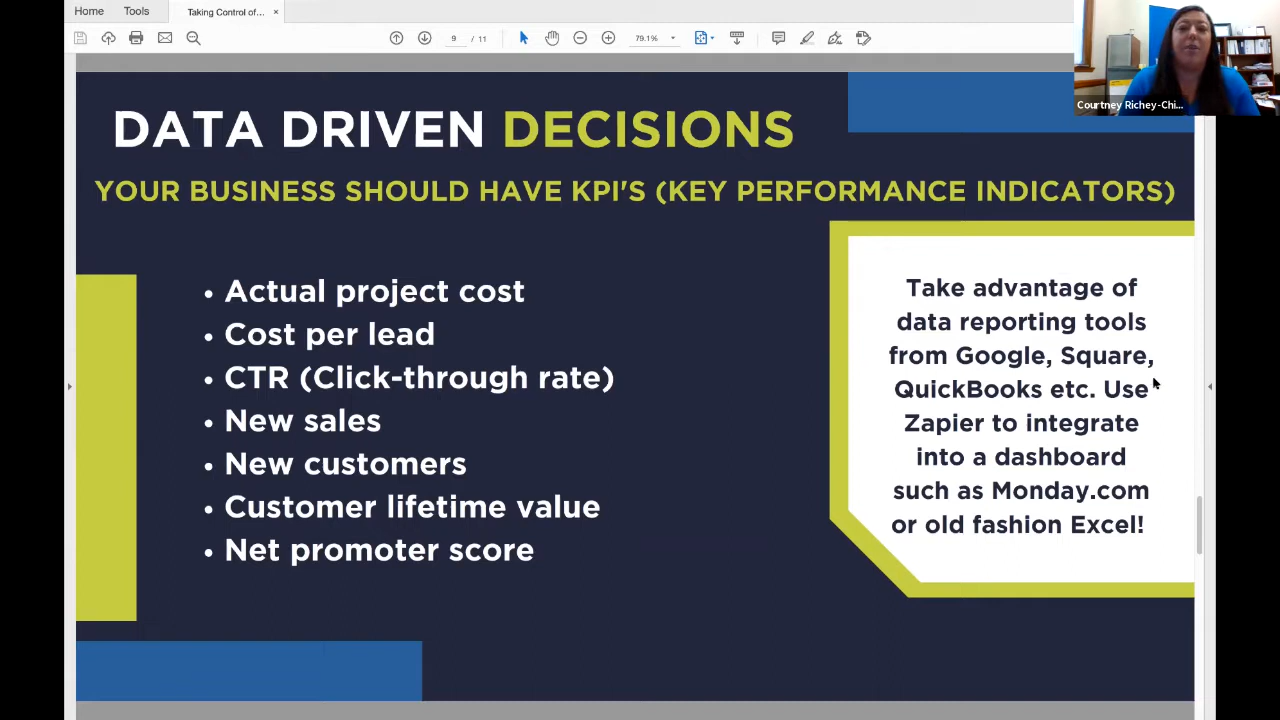 Home
Tools
Taking Control of...
×
9 / 11
79.1%
Courtney Richey-Chi...
DATA DRIVEN DECISIONS
YOUR BUSINESS SHOULD HAVE KPI'S (KEY PERFORMANCE INDICATORS)
• Actual project cost
• Cost per lead
• CTR (Click-through rate)
• New sales
• New customers
• Customer lifetime value
• Net promoter score
Take advantage of
data reporting tools
from Google, Square,
QuickBooks etc. Use
Zapier to integrate
into a dashboard
such as Monday.com
or old fashion Excel!